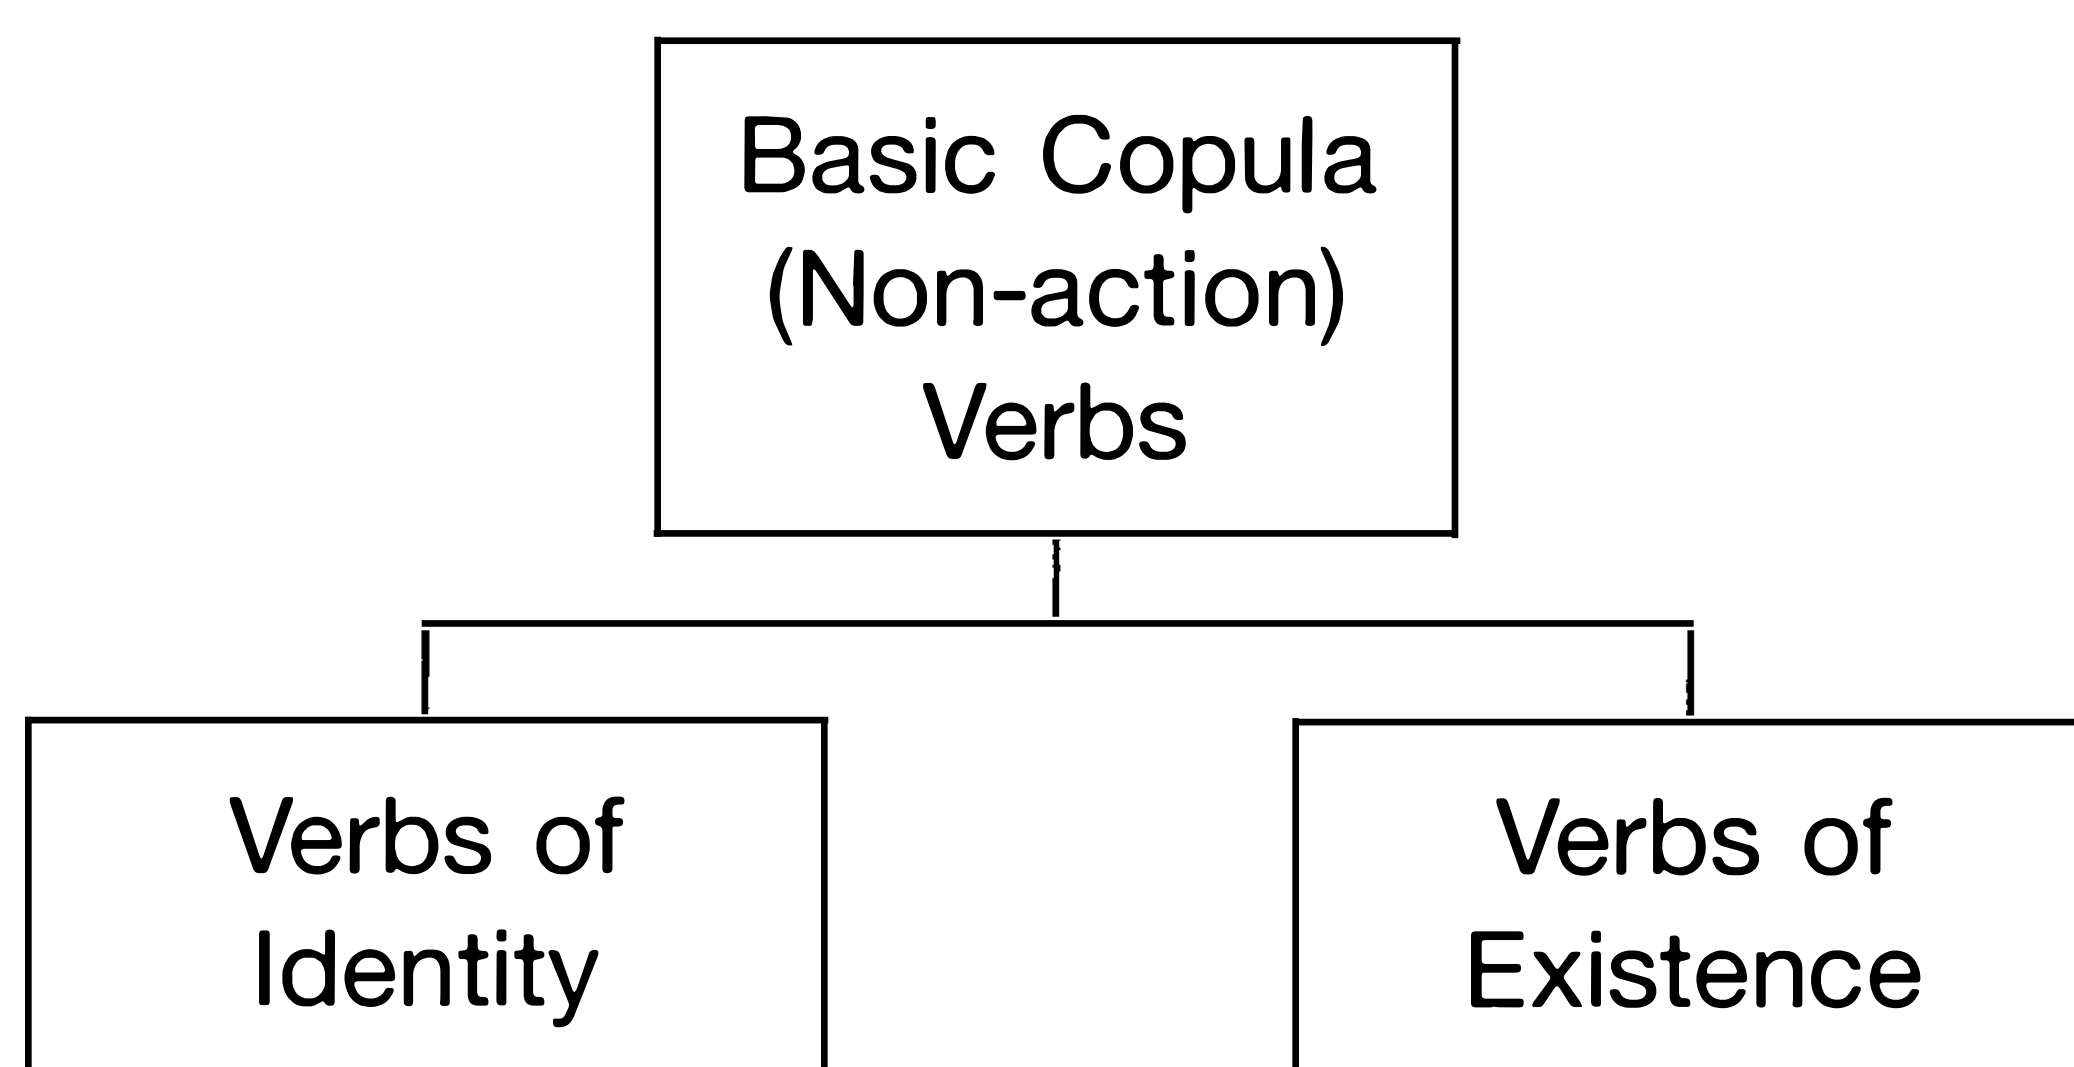 Basic Copula
(Non-action)
Verbs
Verbs of
Identity
Verbs of
Existence